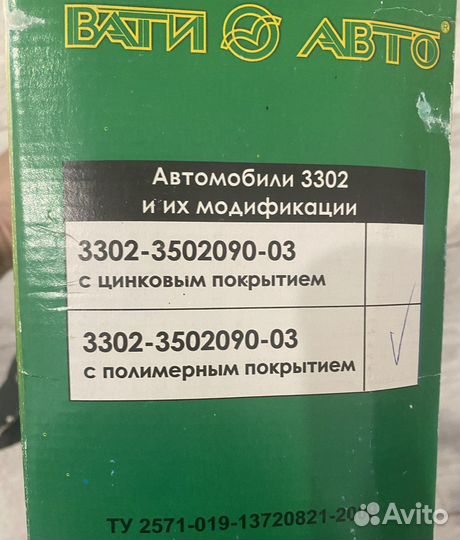 ВАТИ АВТО®
Автомобили 3302
и их модификации
3302-3502090-03
с цинковым покрытием
3302-3502090-03
с полимерным покрытием
ТУ 2571-019-13720821-
Avito